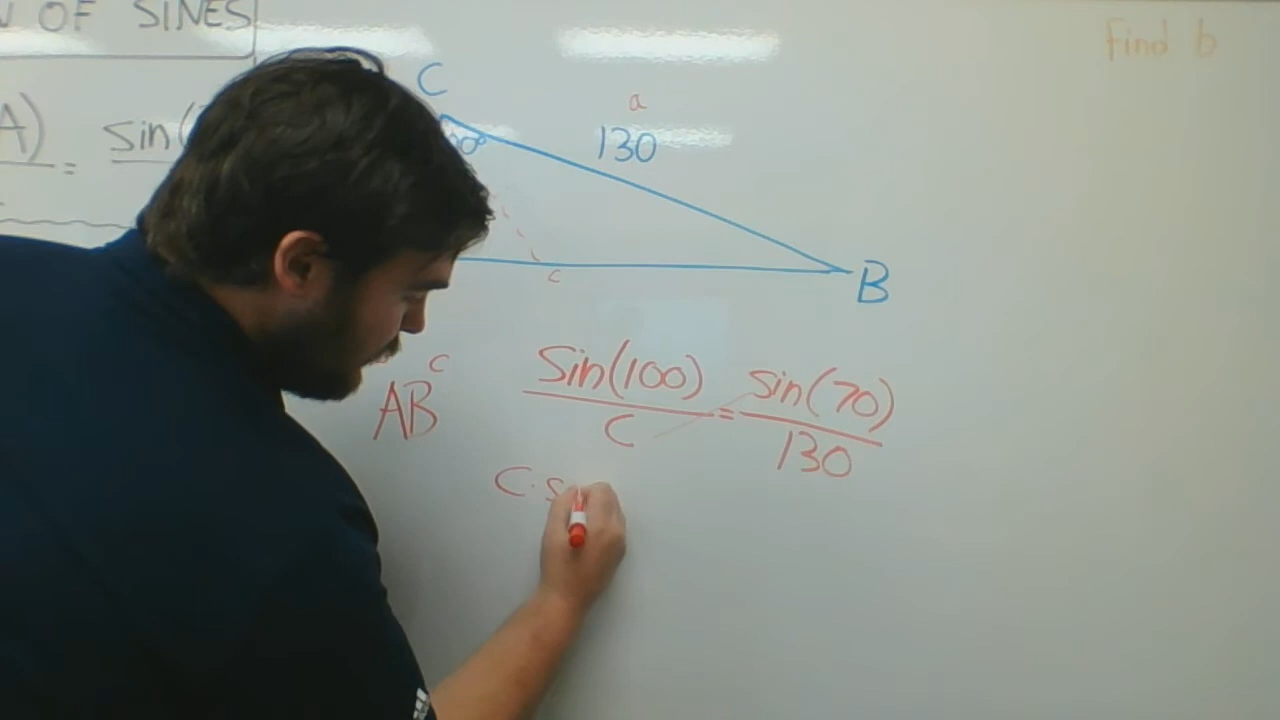 OF SINES
Find b
A) = sin(
C
a
130
c
B
c
AB
Sin(100) = sin(70)
C 130
C·s